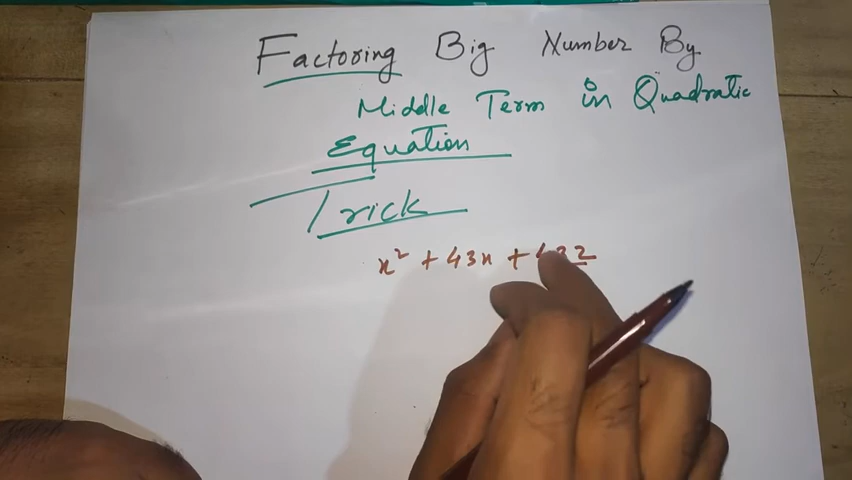 Factoring Big Number By
Middle Term in Quadratic
Equation
Trick
x² + 43x +